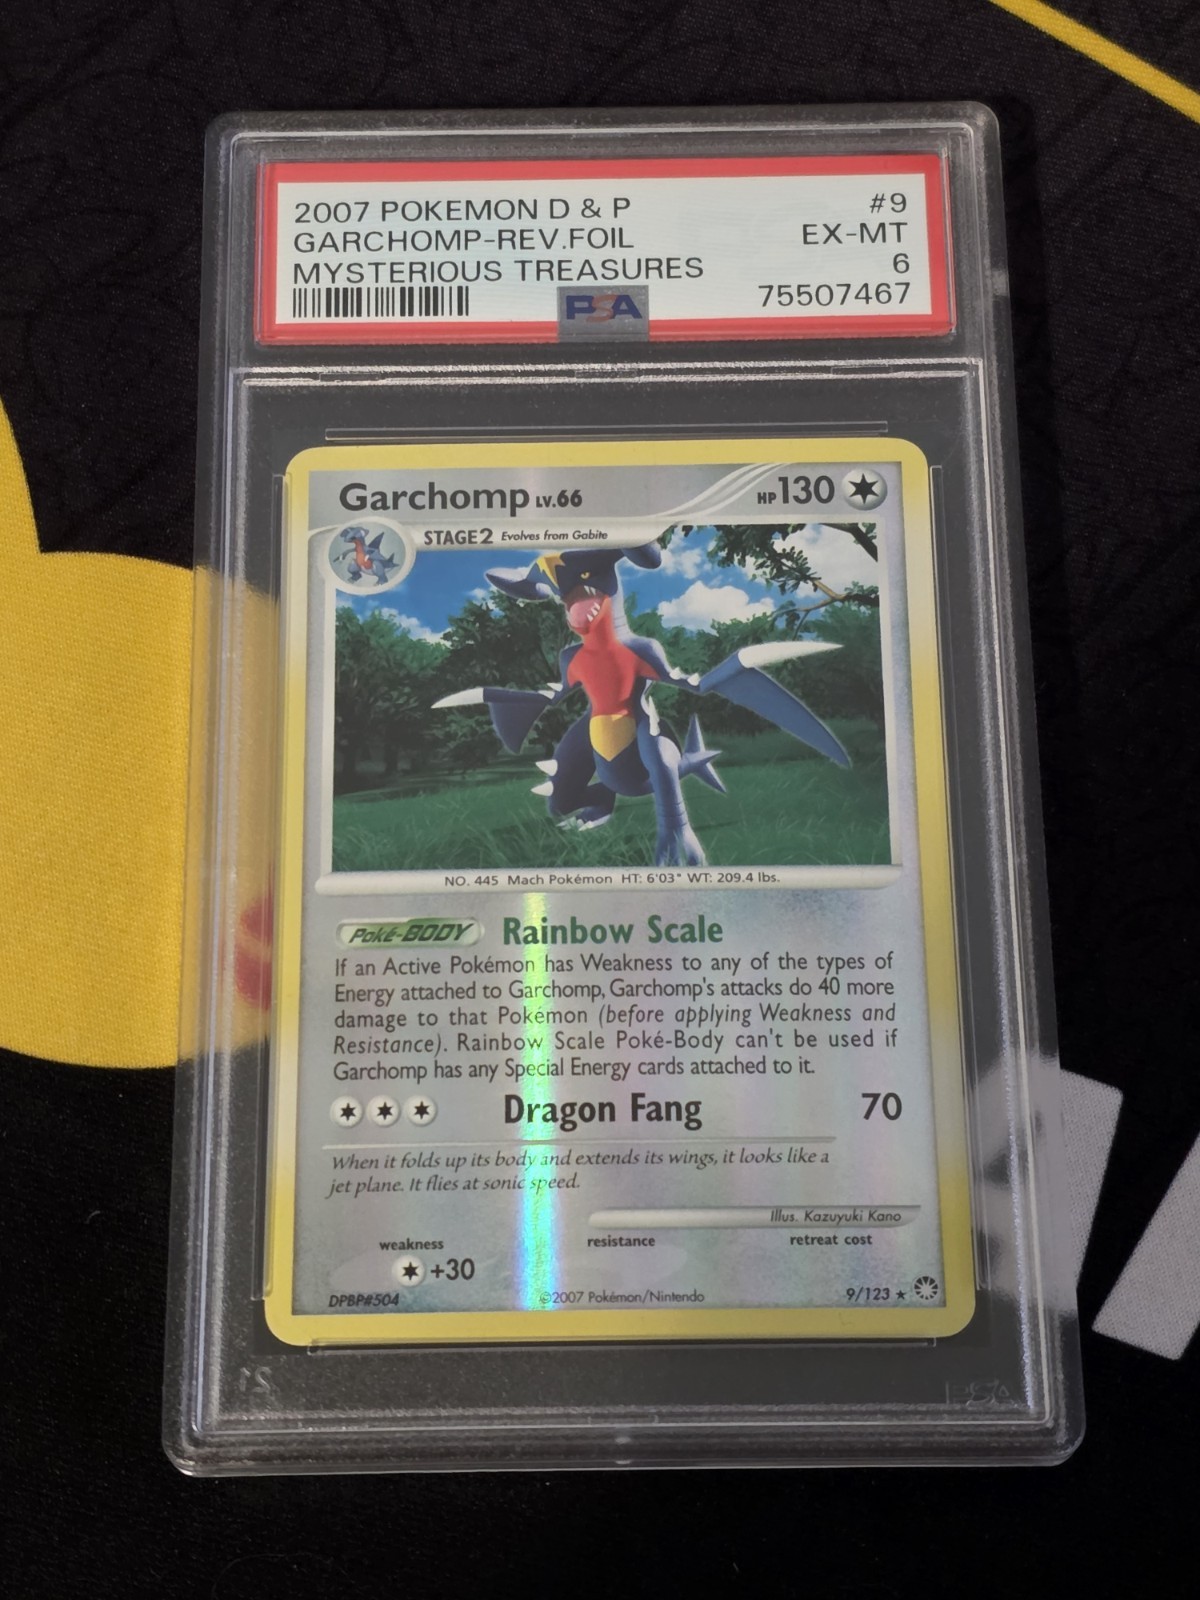 2007 POKEMON D & P #9
GARCHOMP-REV.FOIL EX-MT
MYSTERIOUS TREASURES 6
PSA 75507467
Garchomp LV.66 HP 130
STAGE2 Evolves from Gabite
NO. 445 Mach Pokémon HT: 6'03" WT: 209.4 lbs.
Poké-BODY Rainbow Scale
If an Active Pokémon has Weakness to any of the types of
Energy attached to Garchomp, Garchomp's attacks do 40 more
damage to that Pokémon (before applying Weakness and
Resistance). Rainbow Scale Poké-Body can't be used if
Garchomp has any Special Energy cards attached to it.
Dragon Fang 70
When it folds up its body and extends its wings, it looks like a
jet plane. It flies at sonic speed.
Illus. Kazuyuki Kano
weakness resistance retreat cost
+30
DPBP#504 ©2007 Pokémon/Nintendo 9/123
PSA